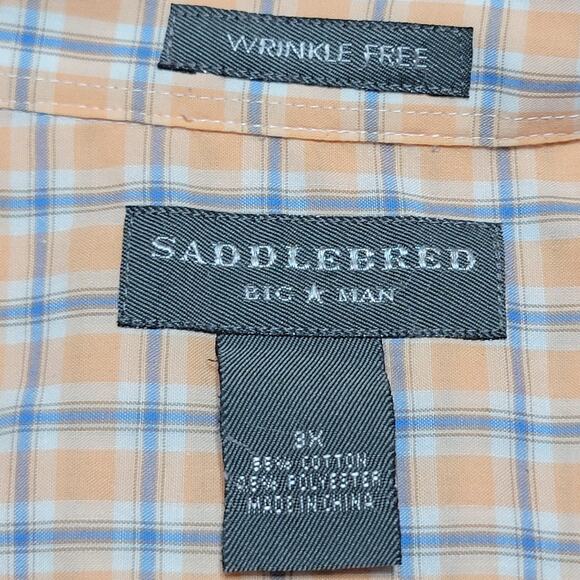 WRINKLE FREE
SADDLEBRED
BIG ★ MAN
3X
55% COTTON
45% POLYESTER
MADE IN CHINA